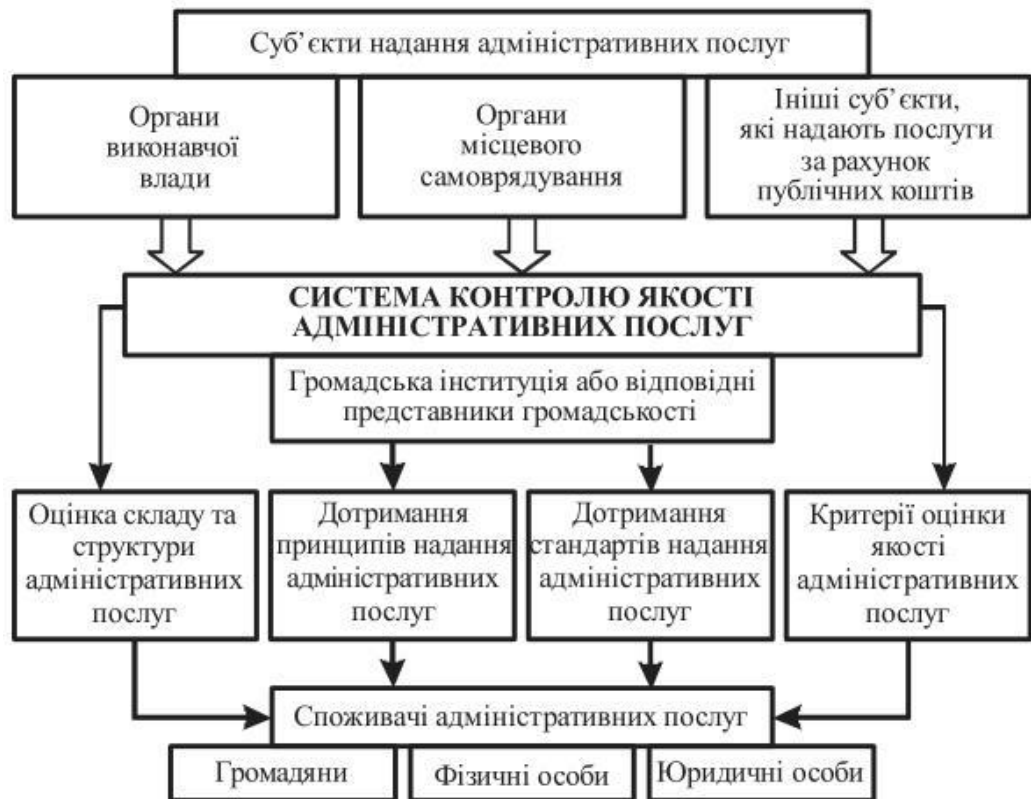 Суб’єкти надання адміністративних послуг
Органи
виконавчої
влади
Органи
місцевого
самоврядування
Ініші суб’єкти,
які надають послуги
за рахунок
публічних коштів
СИСТЕМА КОНТРОЛЮ ЯКОСТІ
АДМІНІСТРАТИВНИХ ПОСЛУГ
Громадська інституція або відповідні
представники громадськості
Оцінка складу та
структури
адміністративних
послуг
Дотримання
принципів надання
адміністративних
послуг
Дотримання
стандартів надання
адміністративних
послуг
Критерії оцінки
якості
адміністративних
послуг
Споживачі адміністративних послуг
Громадяни
Фізичні особи
Юридичні особи